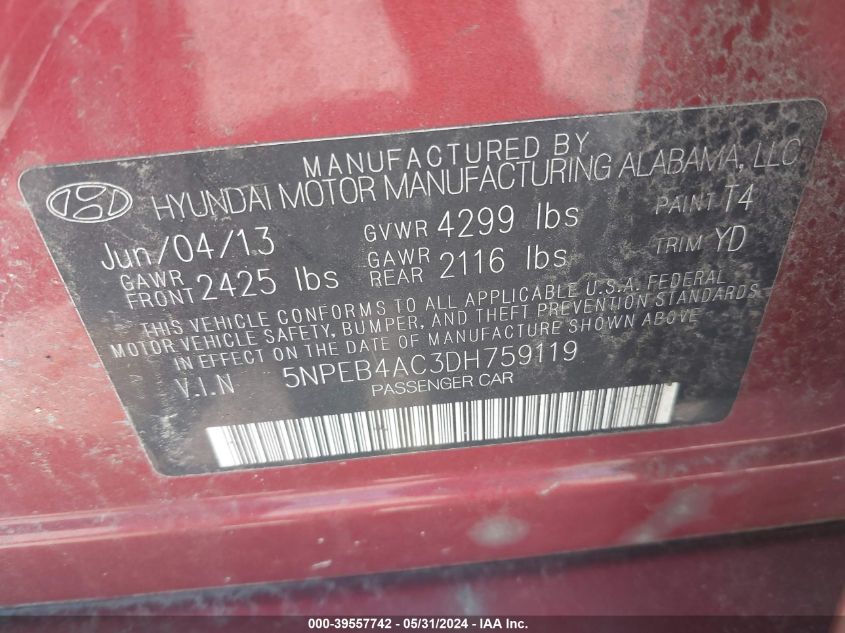 MANUFACTURED BY
HYUNDAI MOTOR MANUFACTURING ALABAMA, LLC
Jun/04/13 GVWR 4299 lbs PAINT T4
GAWR FRONT 2425 lbs GAWR REAR 2116 lbs TRIM YD
THIS VEHICLE CONFORMS TO ALL APPLICABLE U.S.A. FEDERAL
MOTOR VEHICLE SAFETY, BUMPER, AND THEFT PREVENTION STANDARDS
IN EFFECT ON THE DATE OF MANUFACTURE SHOWN ABOVE
V.I.N 5NPEB4AC3DH759119
PASSENGER CAR
000-39557742 - 05/31/2024 - IAA Inc.